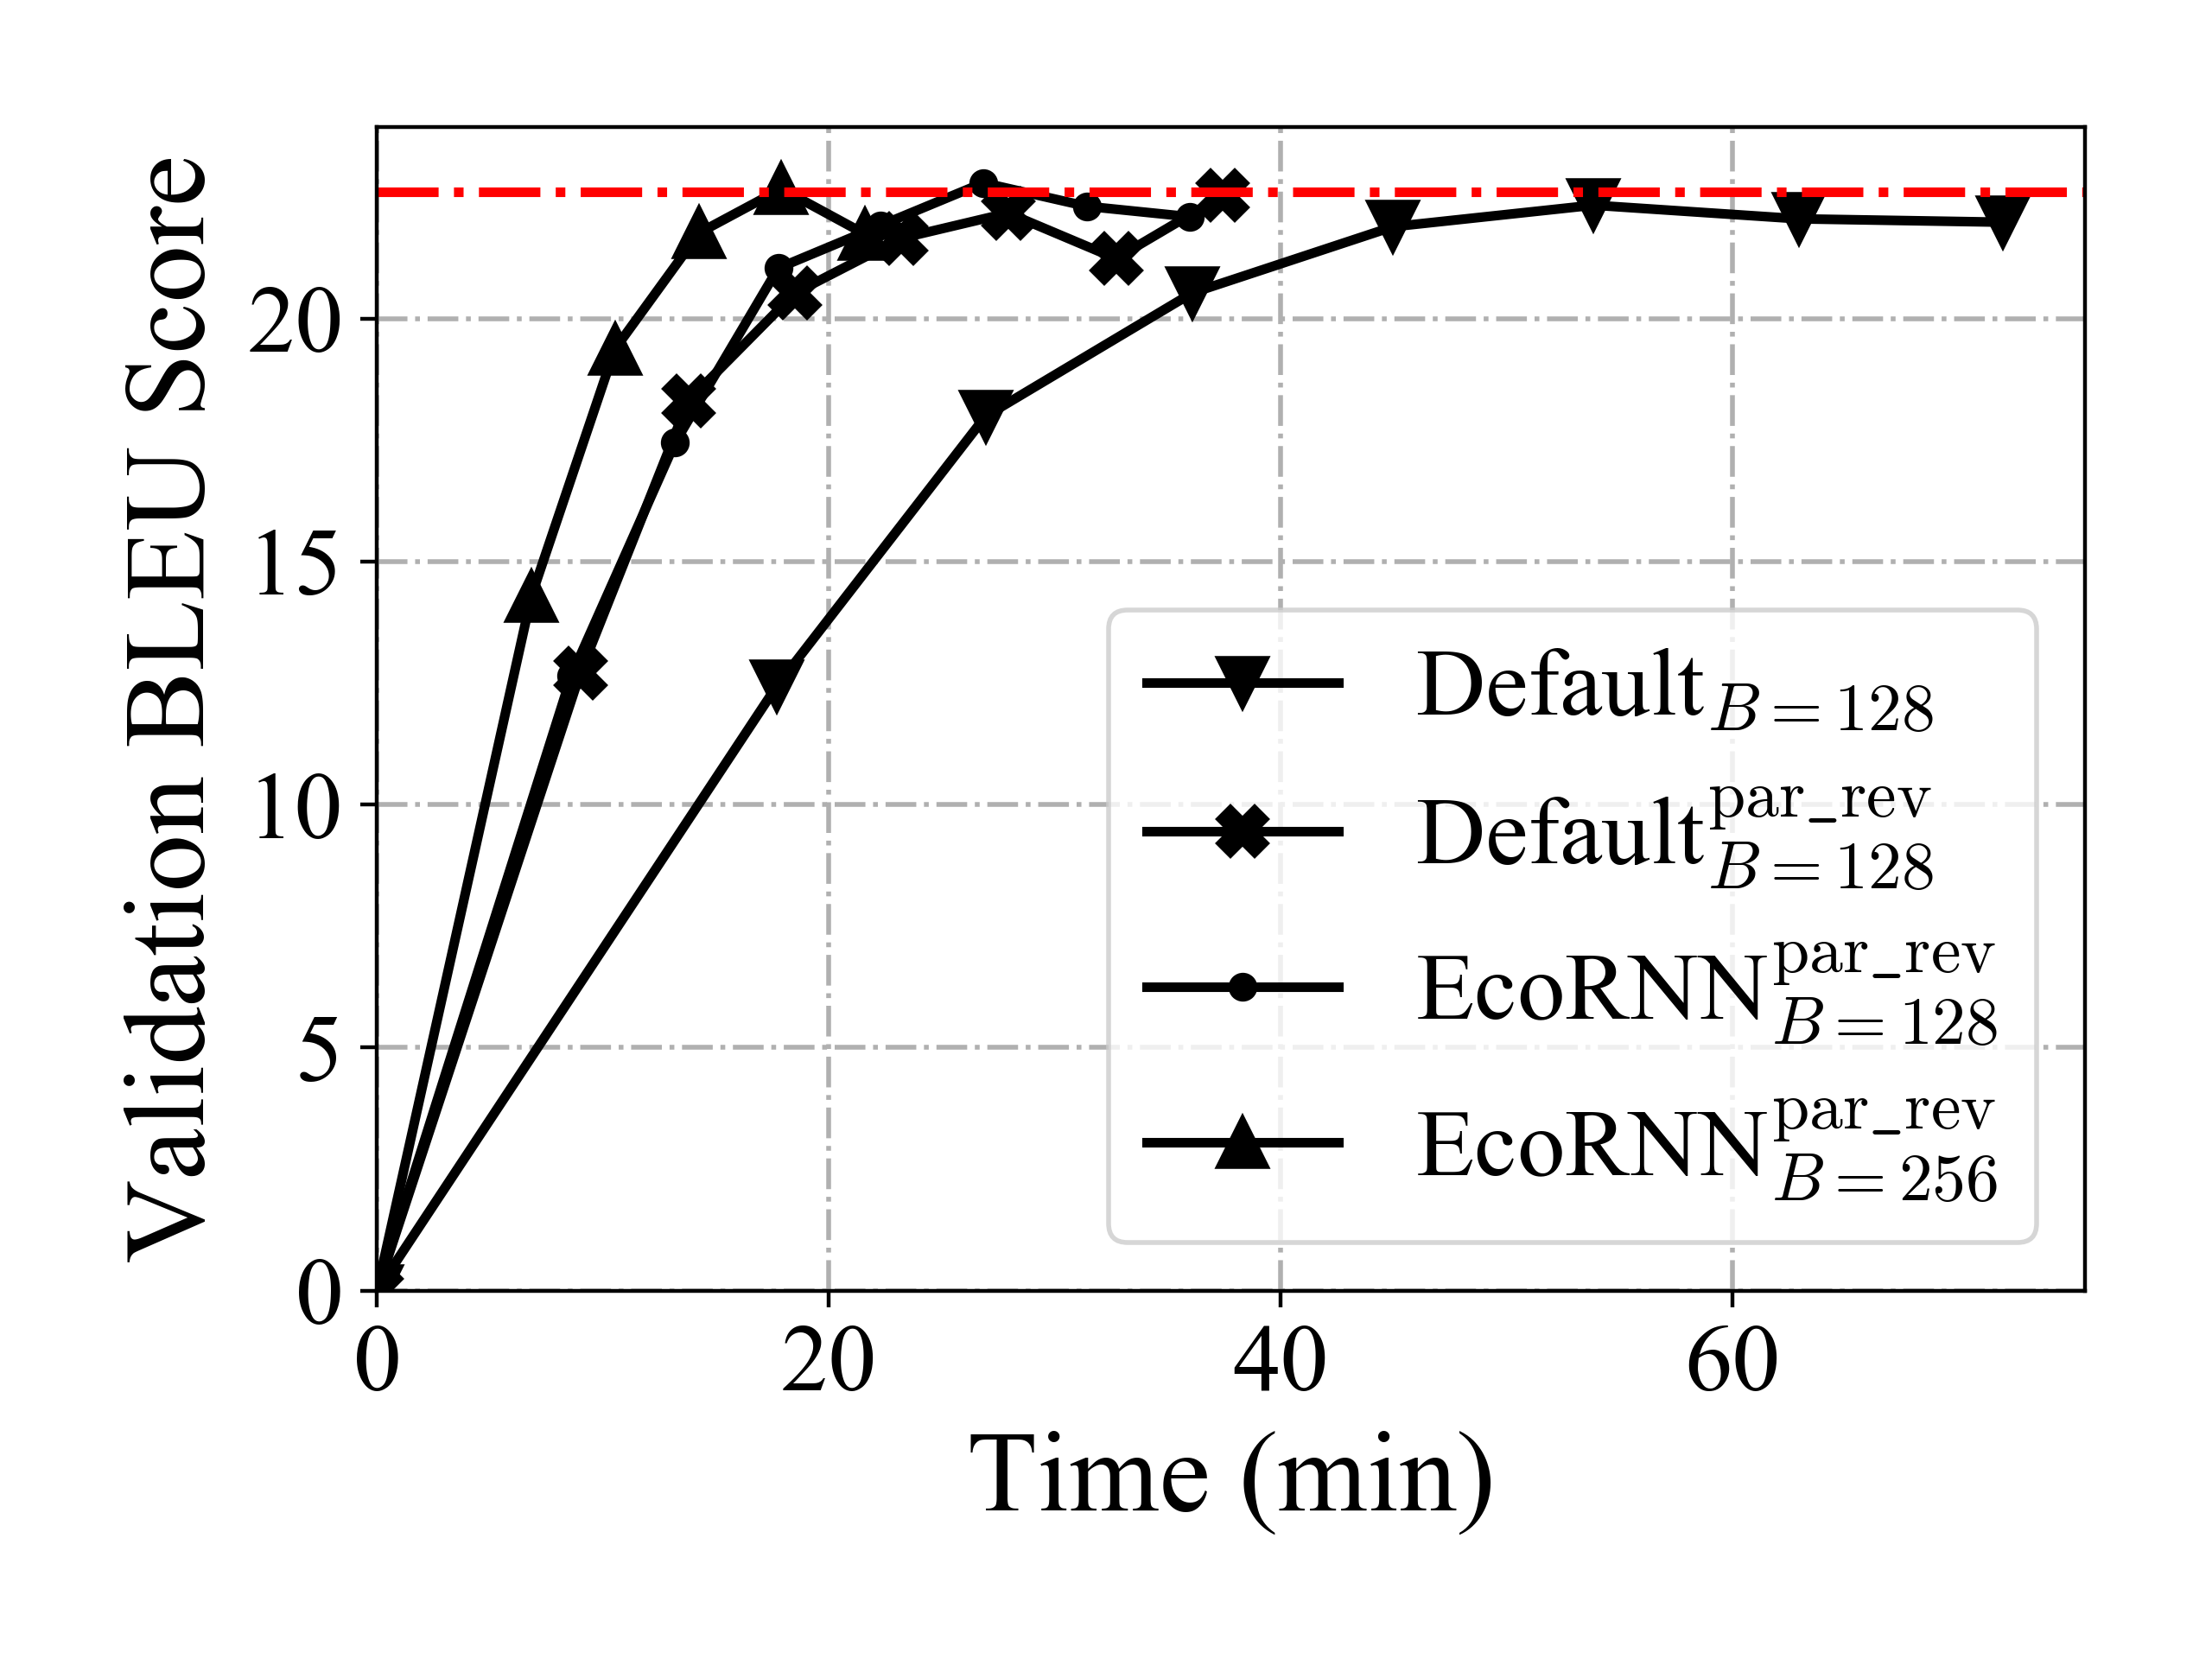 Validation BLEU Score
20
15
10
5
0
Default B = 128
Default par_rev B = 128
EcoRNN par_rev B = 128
EcoRNN par_rev B = 256
0 20 40 60
Time (min)